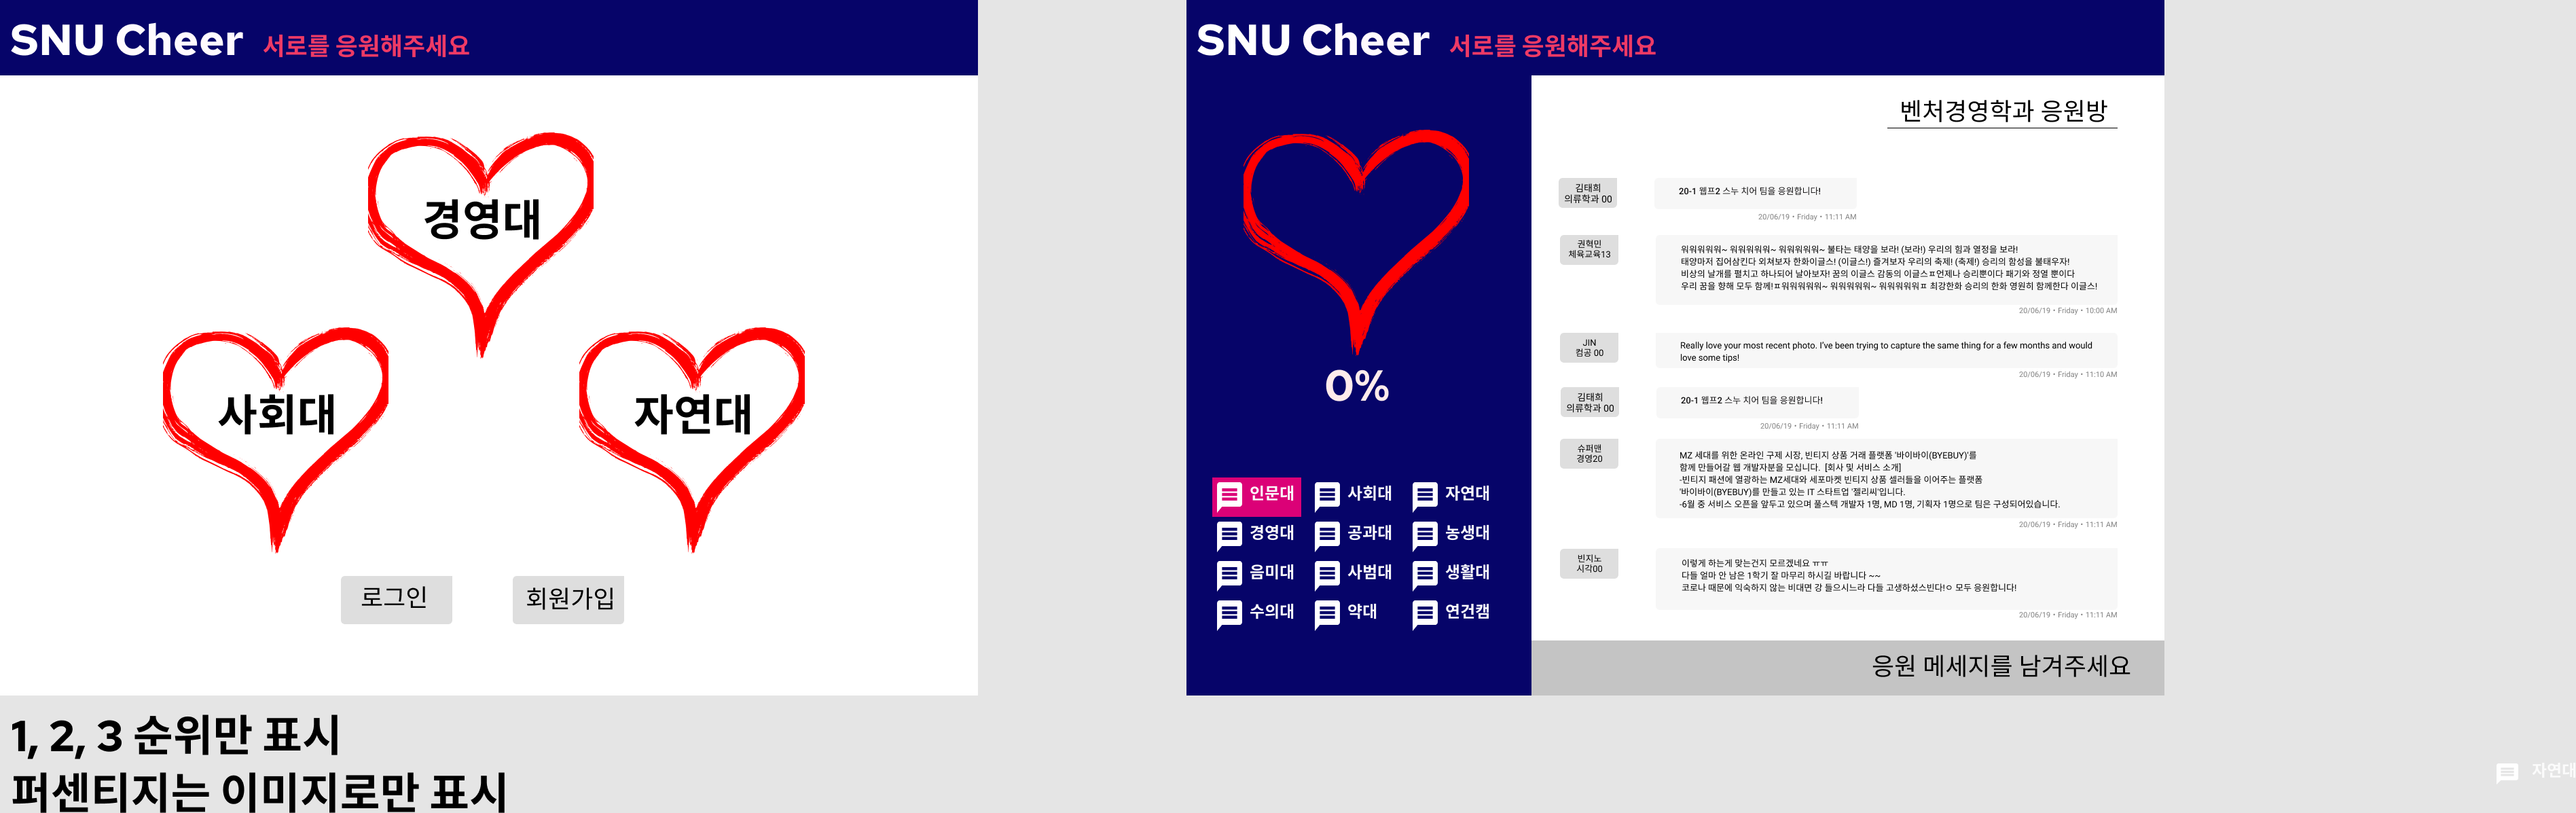 SNU Cheer 서로를 응원해주세요
경영대
사회대
자연대
로그인
회원가입
1, 2, 3 순위만 표시
퍼센티지는 이미지로만 표시
SNU Cheer 서로를 응원해주세요
0%
인문대 사회대 자연대
경영대 공과대 농생대
음미대 사범대 생활대
수의대 약대 연건캠
벤처경영학과 응원방
김태희
의류학과 00
20-1 웹프2 스누 치어 팀을 응원합니다!
20/06/19 • Friday • 11:11 AM
권혁민
체육교육13
워워워워워~ 워워워워워~ 워워워워워~ 불타는 태양을 보라! (보라!) 우리의 힘과 열정을 보라!
태양마저 집어삼킨다 외쳐보자 한화이글스! (이글스!) 즐겨보자 우리의 축제! (축제!) 승리의 함성을 불태우자!
비상의 날개를 펼치고 하나되어 날아보자! 꿈의 이글스 감동의 이글스ㅍ언제나 승리뿐이다 패기와 정열 뿐이다
우리 꿈을 향해 모두 함께!ㅍ워워워워워~ 워워워워워~ 워워워워워ㅍ 최강한화 승리의 한화 영원히 함께한다 이글스!
20/06/19 • Friday • 10:00 AM
JIN
컴공 00
Really love your most recent photo. I've been trying to capture the same thing for a few months and would
love some tips!
20/06/19 • Friday • 11:10 AM
김태희
의류학과 00
20-1 웹프2 스누 치어 팀을 응원합니다!
20/06/19 • Friday • 11:11 AM
슈퍼맨
경영20
MZ 세대를 위한 온라인 구제 시장, 빈티지 상품 거래 플랫폼 '바이바이(BYEBUY)'를
함께 만들어갈 웹 개발자분을 모십니다. [회사 및 서비스 소개]
-빈티지 패션에 열광하는 MZ세대와 세포마켓 빈티지 상품 셀러들을 이어주는 플랫폼
'바이바이(BYEBUY)를 만들고 있는 IT 스타트업 '젤리씨'입니다.
-6월 중 서비스 오픈을 앞두고 있으며 풀스텍 개발자 1명, MD 1명, 기획자 1명으로 팀은 구성되어있습니다.
20/06/19 • Friday • 11:11 AM
빈지노
시각00
이렇게 하는게 맞는건지 모르겠네요 ㅠㅠ
다들 얼마 안 남은 1학기 잘 마무리 하시길 바랍니다 ~~
코로나 때문에 익숙하지 않는 비대면 강 들으시느라 다들 고생하셨스빈다!ㅇ 모두 응원합니다!
20/06/19 • Friday • 11:11 AM
응원 메세지를 남겨주세요
자연대